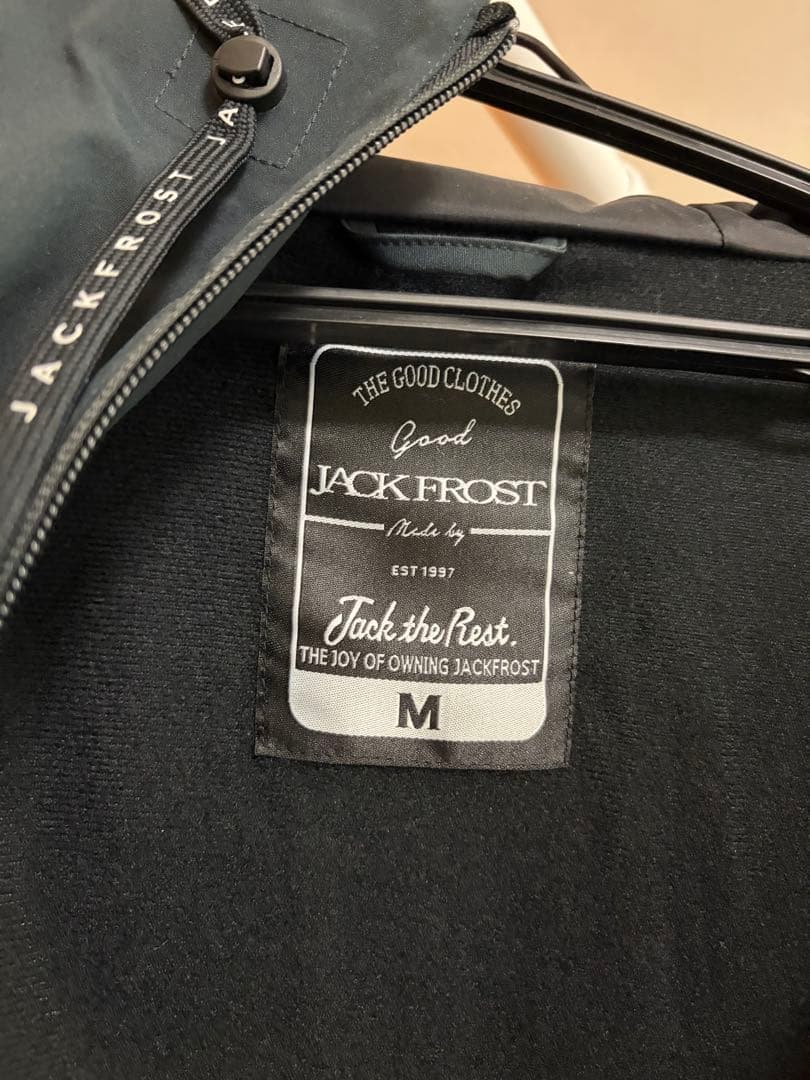 JACKFROST JA
THE GOOD CLOTHES
Good
JACK FROST
Made by
EST 1997
Jack the Rest.
THE JOY OF OWNING JACKFROST
M